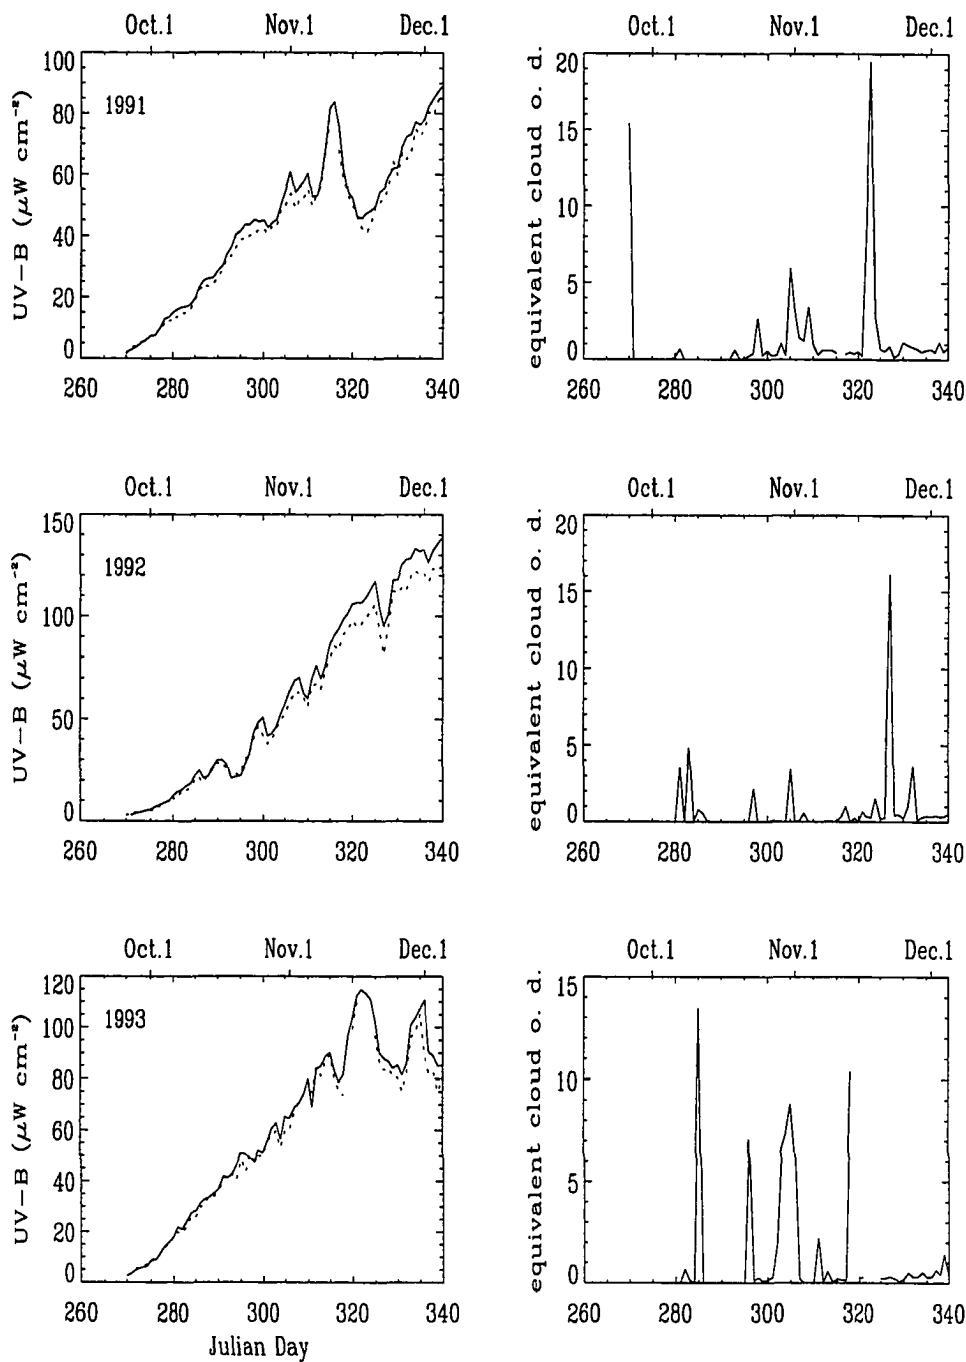 Oct.1 Nov.1 Dec.1
100
80
60
40
20
0
UV−B (μW cm⁻²)
1991
260 280 300 320 340
Oct.1 Nov.1 Dec.1
20
15
10
5
0
equivalent cloud o. d.
260 280 300 320 340
Oct.1 Nov.1 Dec.1
150
100
50
0
UV−B (μW cm⁻²)
1992
260 280 300 320 340
Oct.1 Nov.1 Dec.1
20
15
10
5
0
equivalent cloud o. d.
260 280 300 320 340
Oct.1 Nov.1 Dec.1
120
100
80
60
40
20
0
UV−B (μW cm⁻²)
1993
260 280 300 320 340
Julian Day
Oct.1 Nov.1 Dec.1
15
10
5
0
equivalent cloud o. d.
260 280 300 320 340